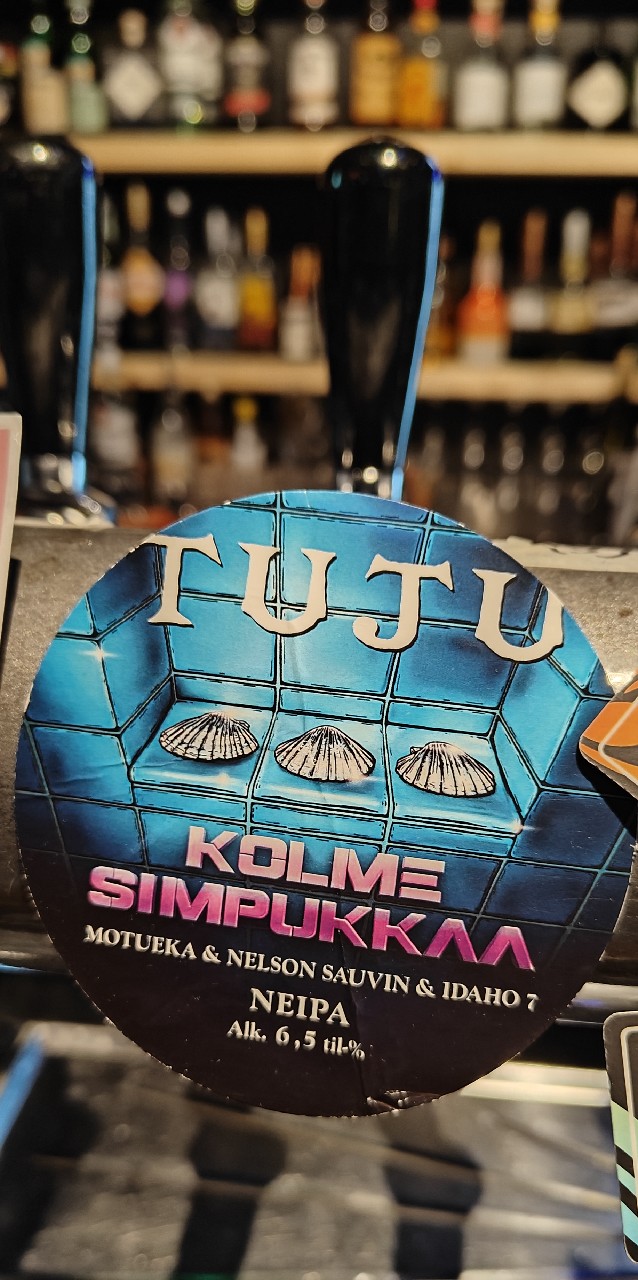 TUJU
KOLME
SIMPUKKAA
MOTUEKA & NELSON SAUVIN & IDAHO 7
NEIPA
Alk. 6,5 til-%